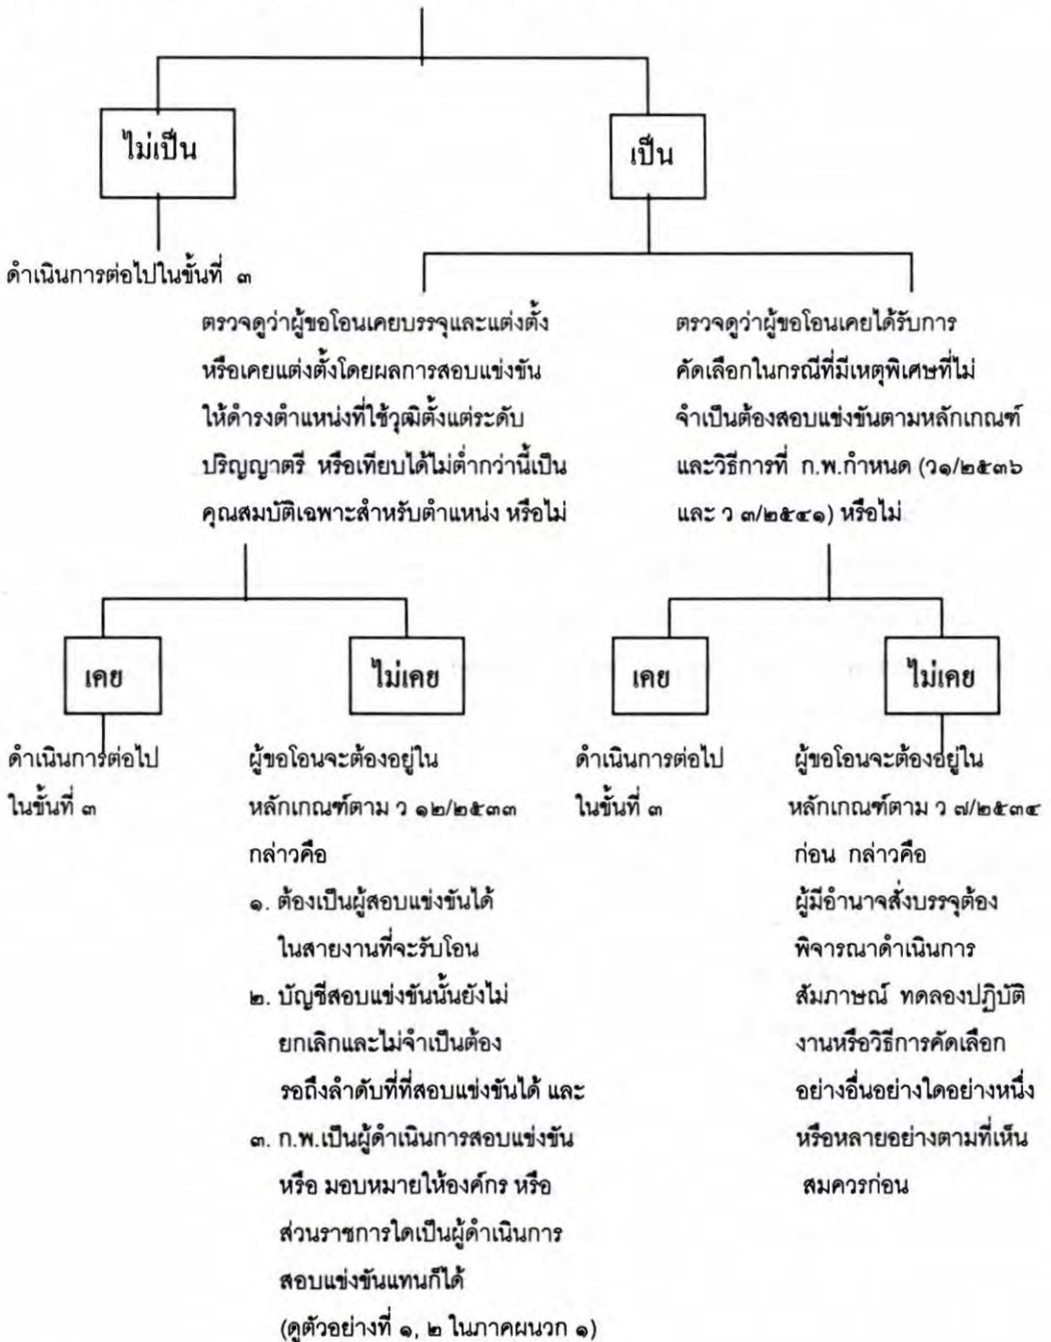 ไม่เป็น
เป็น
ดำเนินการต่อไปในขั้นที่ ๓
ตรวจดูว่าผู้ขอโอนเคยบรรจุและแต่งตั้ง
หรือเคยแต่งตั้งโดยผลการสอบแข่งขัน
ให้ดำรงตำแหน่งที่ใช้วุฒิตั้งแต่ระดับ
ปริญญาตรี หรือเทียบได้ไม่ต่ำกว่านี้เป็น
คุณสมบัติเฉพาะสำหรับตำแหน่ง หรือไม่
ตรวจดูว่าผู้ขอโอนเคยได้รับการ
คัดเลือกในกรณีที่มีเหตุพิเศษที่ไม่
จำเป็นต้องสอบแข่งขันตามหลักเกณฑ์
และวิธีการที่ ก.พ.กำหนด (ว๑/๒๕๓๖
และ ว ๓/๒๕๔๑) หรือไม่
เคย
ไม่เคย
เคย
ไม่เคย
ดำเนินการต่อไป
ในขั้นที่ ๓
ผู้ขอโอนจะต้องอยู่ใน
หลักเกณฑ์ตาม ว ๑๒/๒๕๓๓
กล่าวคือ
๑. ต้องเป็นผู้สอบแข่งขันได้
ในสายงานที่จะรับโอน
๒. บัญชีสอบแข่งขันนั้นยังไม่
ยกเลิกและไม่จำเป็นต้อง
รอถึงลำดับที่ที่สอบแข่งขันได้ และ
๓. ก.พ.เป็นผู้ดำเนินการสอบแข่งขัน
หรือ มอบหมายให้องค์กร หรือ
ส่วนราชการใดเป็นผู้ดำเนินการ
สอบแข่งขันแทนก็ได้
(ดูตัวอย่างที่ ๑, ๒ ในภาคผนวก ๑)
ดำเนินการต่อไป
ในขั้นที่ ๓
ผู้ขอโอนจะต้องอยู่ใน
หลักเกณฑ์ตาม ว ๗/๒๕๓๔
ก่อน กล่าวคือ
ผู้มีอำนาจสั่งบรรจุต้อง
พิจารณาดำเนินการ
สัมภาษณ์ ทดลองปฏิบัติ
งานหรือวิธีการคัดเลือก
อย่างอื่นอย่างใดอย่างหนึ่ง
หรือหลายอย่างตามที่เห็น
สมควรก่อน